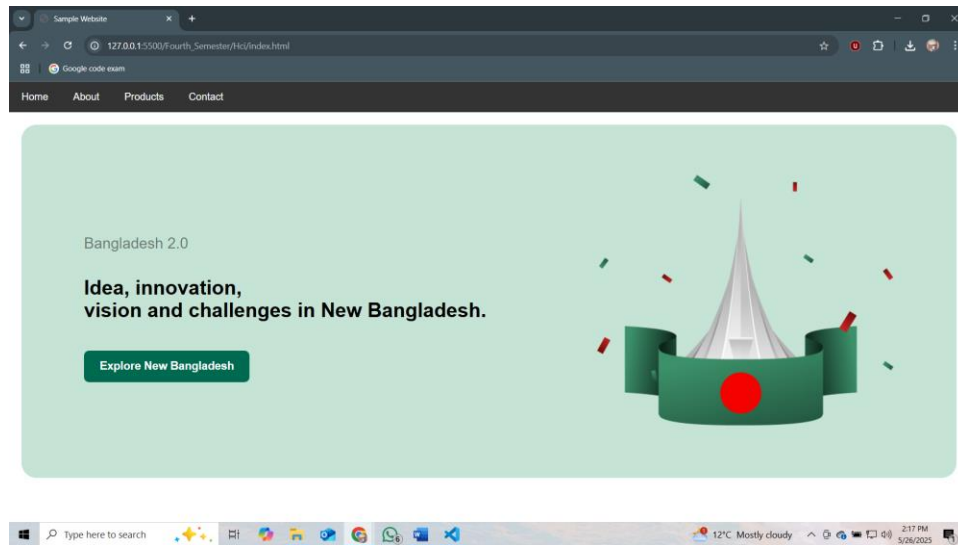 Sample Website
127.0.0.1:5500/Fourth_Semester/Hci/index.html
Google code exam
Home About Products Contact
Bangladesh 2.0
Idea, innovation,
vision and challenges in New Bangladesh.
Explore New Bangladesh
Type here to search
12°C Mostly cloudy
2:17 PM
5/26/2025